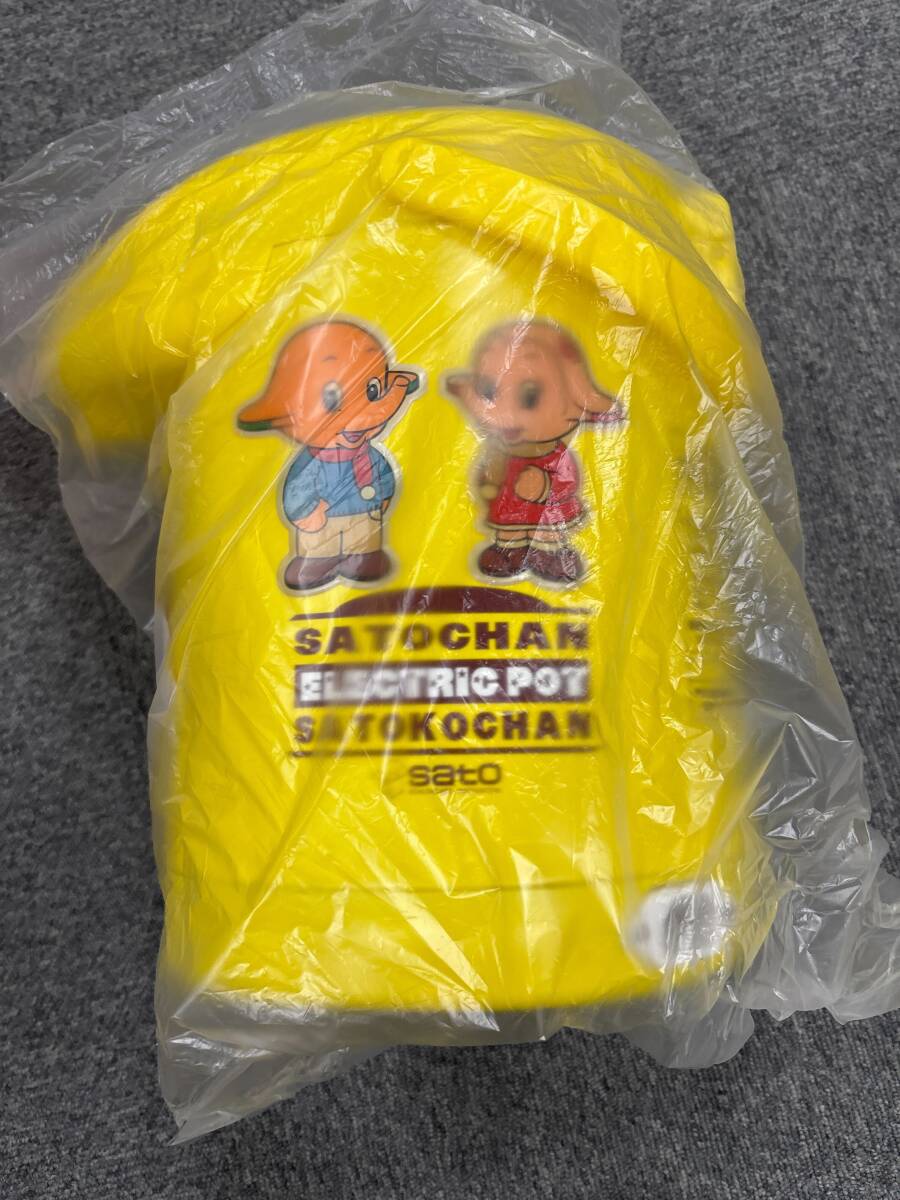 SATOCHAN
ELECTRIC POT
SATOKOCHAN
sato